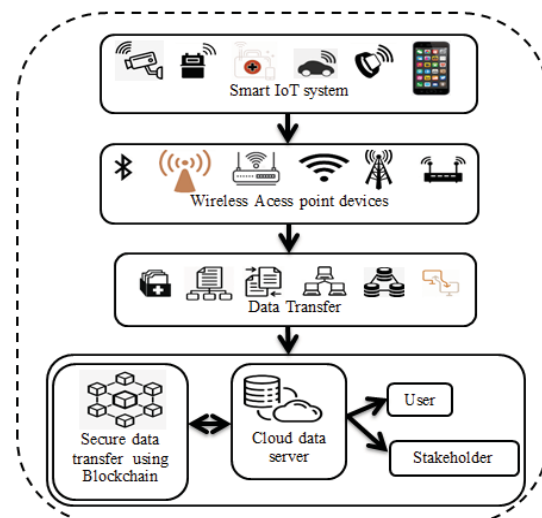 Smart IoT system
Wireless Acess point devices
Data Transfer
Secure data
transfer using
Blockchain
Cloud data
server
User
Stakeholder